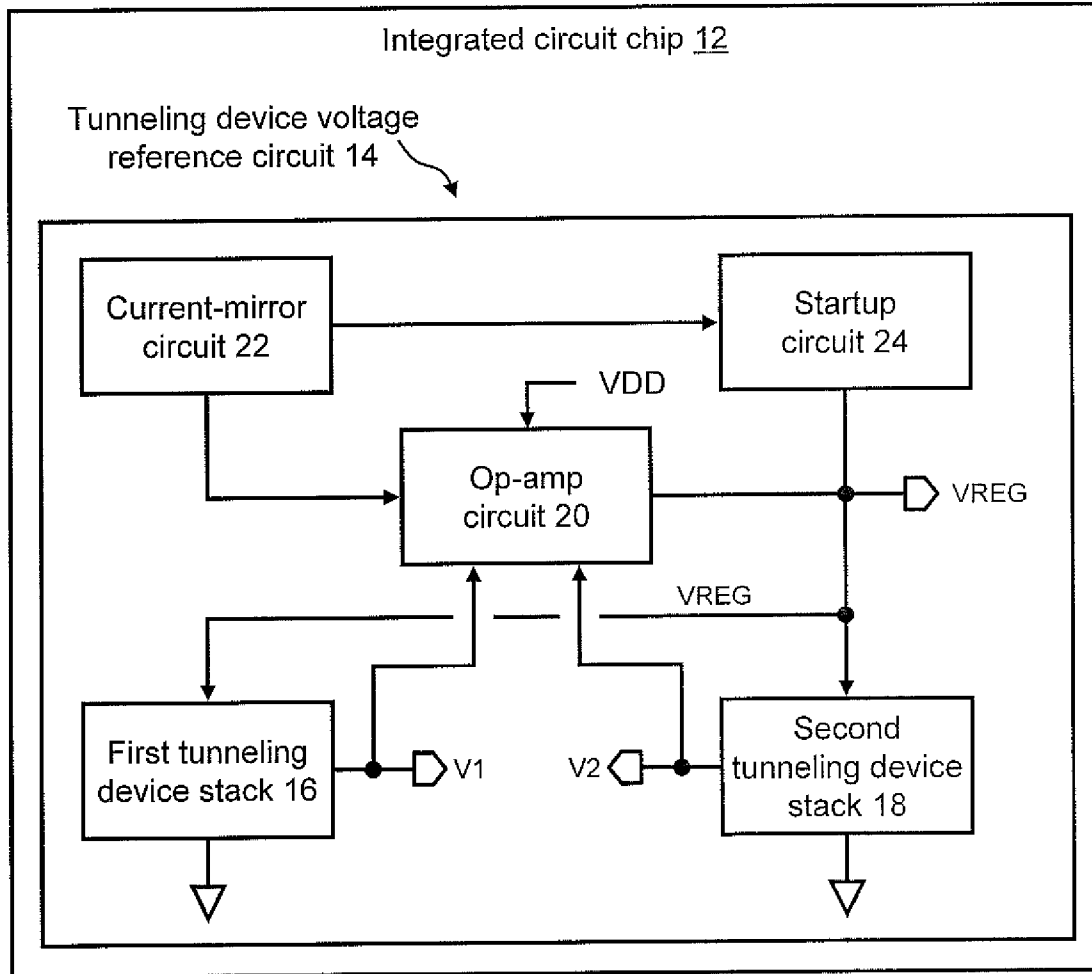 Integrated circuit chip 12
Tunneling device voltage
reference circuit 14
Current-mirror
circuit 22
Startup
circuit 24
VDD
Op-amp
circuit 20
VREG
VREG
First tunneling
device stack 16
V1
V2
Second
tunneling device
stack 18